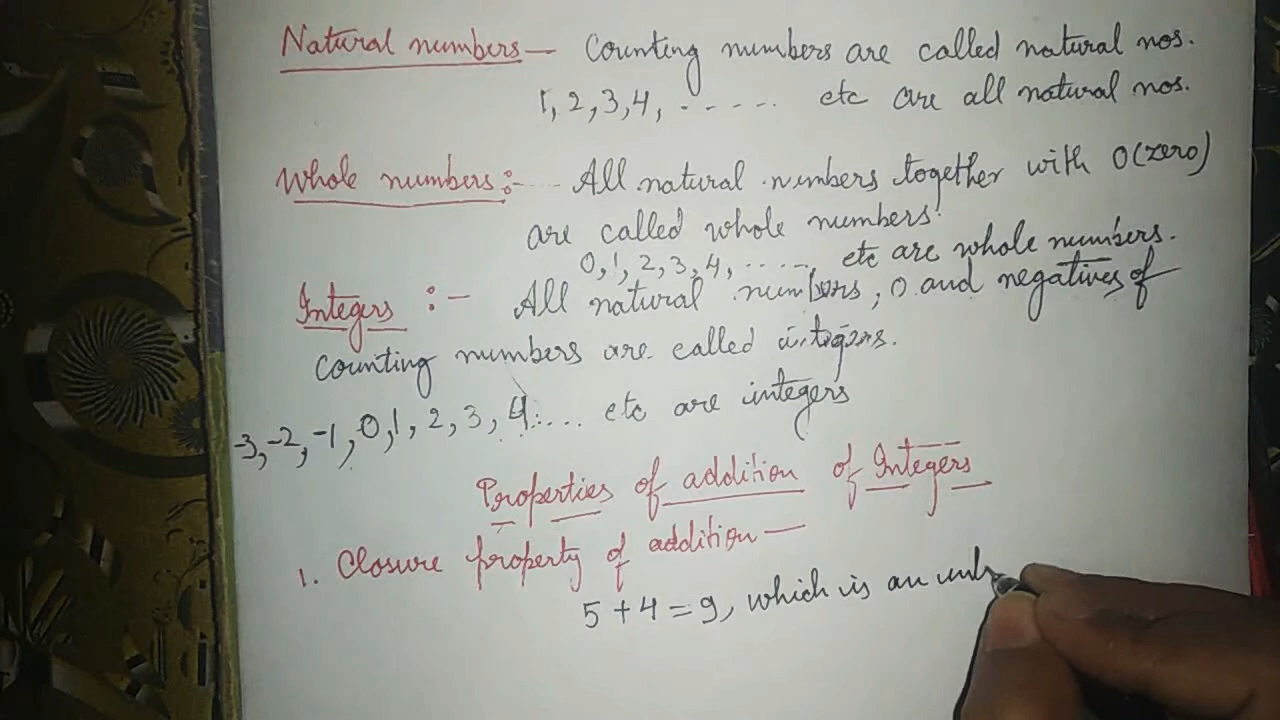 Natural numbers — Counting numbers are called natural nos.
1, 2, 3, 4, ...... etc are all natural nos.
Whole numbers :- All natural numbers together with 0 (zero)
are called whole numbers.
0, 1, 2, 3, 4, ..... etc are whole numbers.
Integers :- All natural numbers, 0 and negatives of
counting numbers are called integers.
-3, -2, -1, 0, 1, 2, 3, 4..... etc are integers
Properties of addition of Integers
1. Closure property of addition —
5 + 4 = 9, which is an